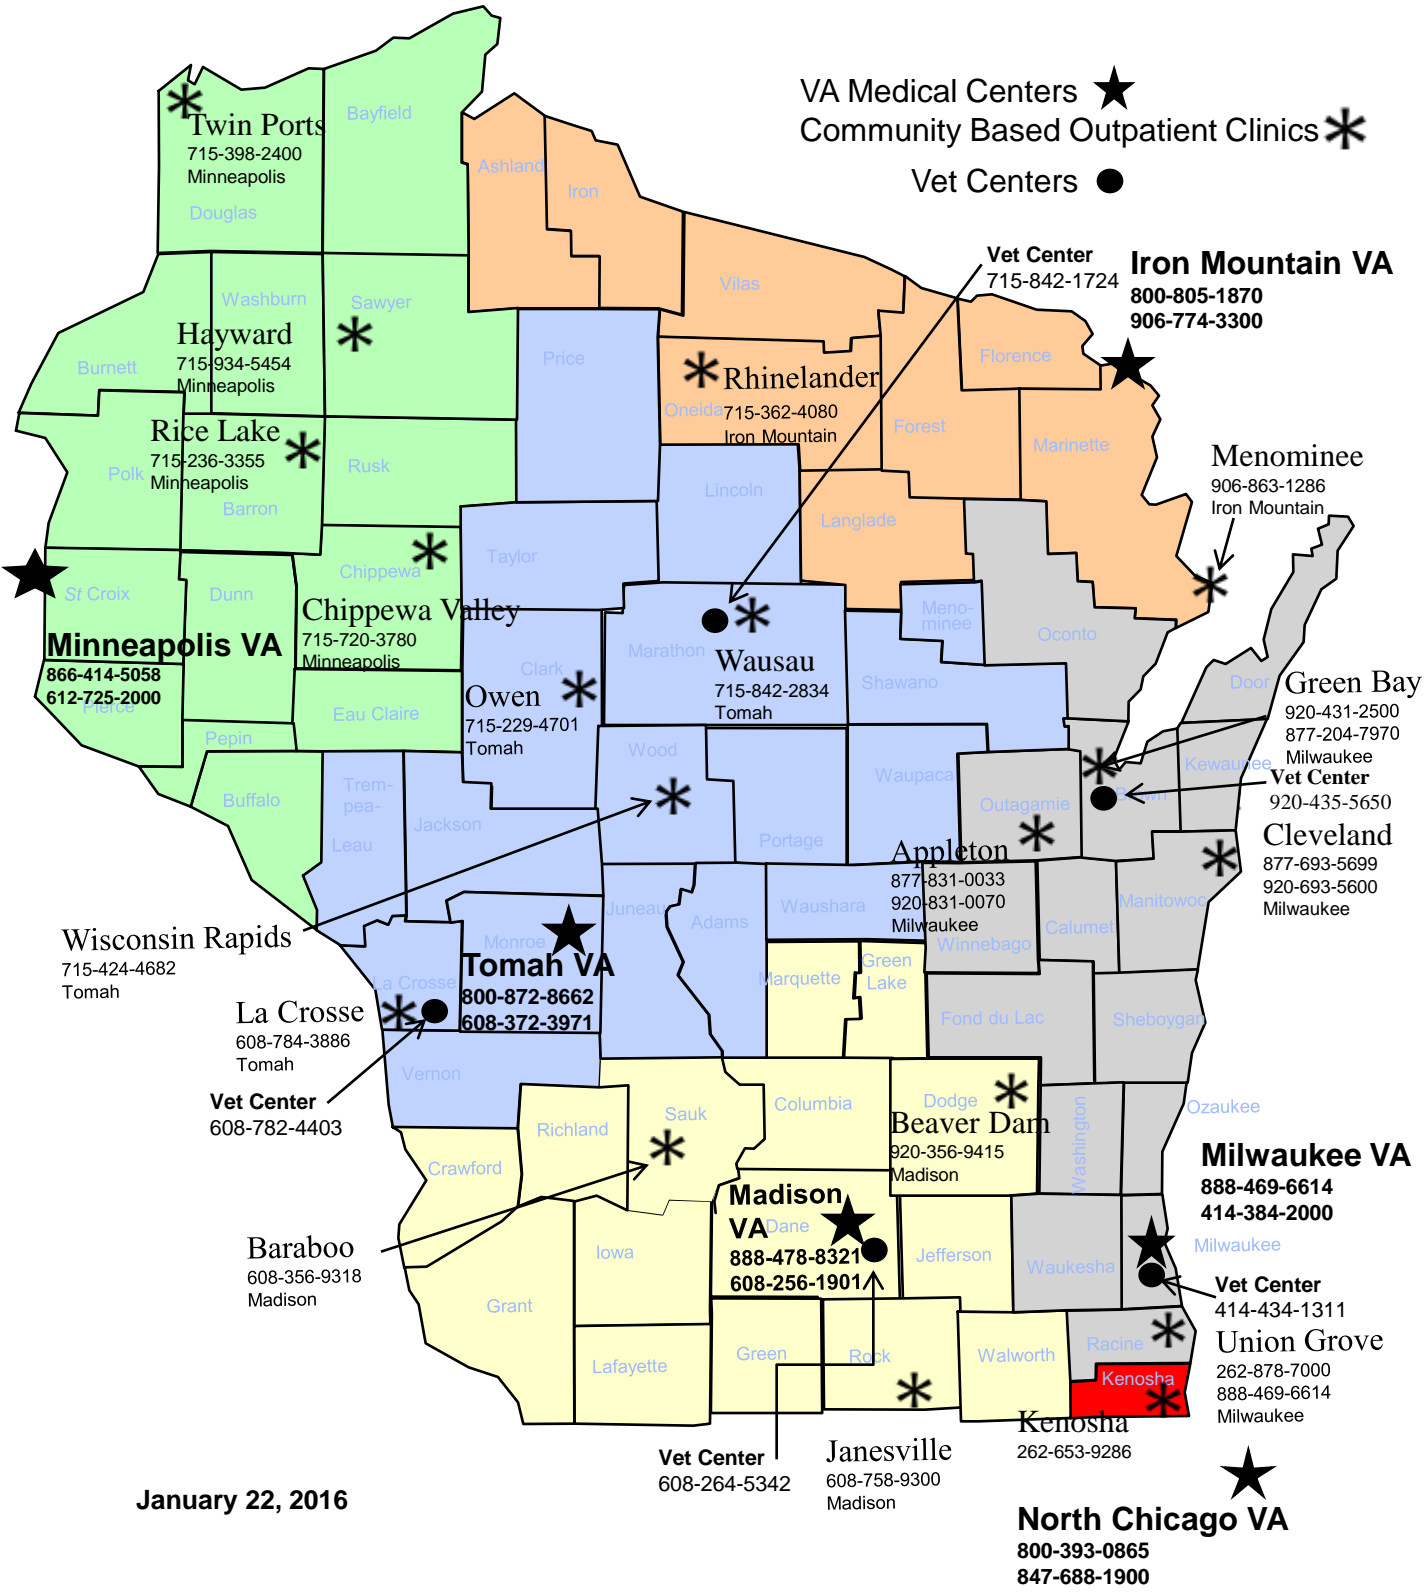 VA Medical Centers
Community Based Outpatient Clinics
Vet Centers
Bayfield
Twin Ports
715-398-2400
Minneapolis
Douglas
Ashland
Iron
Vet Center
715-842-1724
Iron Mountain VA
800-805-1870
906-774-3300
Vilas
Washburn
Sawyer
Hayward
715-934-5454
Minneapolis
Burnett
Price
Florence
Rhinelander
Oneida
715-362-4080
Iron Mountain
Forest
Marinette
Rice Lake
715-236-3355
Minneapolis
Polk
Rusk
Barron
Lincoln
Langlade
Menominee
906-863-1286
Iron Mountain
Taylor
Chippewa
St Croix
Dunn
Chippewa Valley
715-720-3780
Minneapolis
Meno-
minee
Oconto
Minneapolis VA
866-414-5058
612-725-2000
Pierce
Clark
Marathon
Wausau
715-842-2834
Tomah
Shawano
Door
Owen
715-229-4701
Tomah
Eau Claire
Pepin
Green Bay
920-431-2500
877-204-7970
Milwaukee
Wood
Kewaunee
Vet Center
920-435-5650
Brown
Waupaca
Outagamie
Buffalo
Trem-
pea-
Leau
Jackson
Portage
Appleton
877-831-0033
920-831-0070
Milwaukee
Cleveland
877-693-5699
920-693-5600
Milwaukee
Juneau
Adams
Waushara
Winnebago
Calumet
Manitowoc
Wisconsin Rapids
715-424-4682
Tomah
Monroe
Tomah VA
800-872-8662
608-372-3971
La Crosse
Marquette
Green
Lake
La Crosse
608-784-3886
Tomah
Fond du Lac
Sheboygan
Vernon
Vet Center
608-782-4403
Richland
Sauk
Columbia
Dodge
Beaver Dam
920-356-9415
Madison
Washington
Ozaukee
Crawford
Milwaukee VA
888-469-6614
414-384-2000
Madison
VA
Dane
888-478-8321
608-256-1901
Baraboo
608-356-9318
Madison
Iowa
Jefferson
Waukesha
Milwaukee
Vet Center
414-434-1311
Grant
Union Grove
262-878-7000
888-469-6614
Milwaukee
Lafayette
Green
Rock
Walworth
Racine
Kenosha
Kenosha
262-653-9286
Vet Center
608-264-5342
Janesville
608-758-9300
Madison
January 22, 2016
North Chicago VA
800-393-0865
847-688-1900